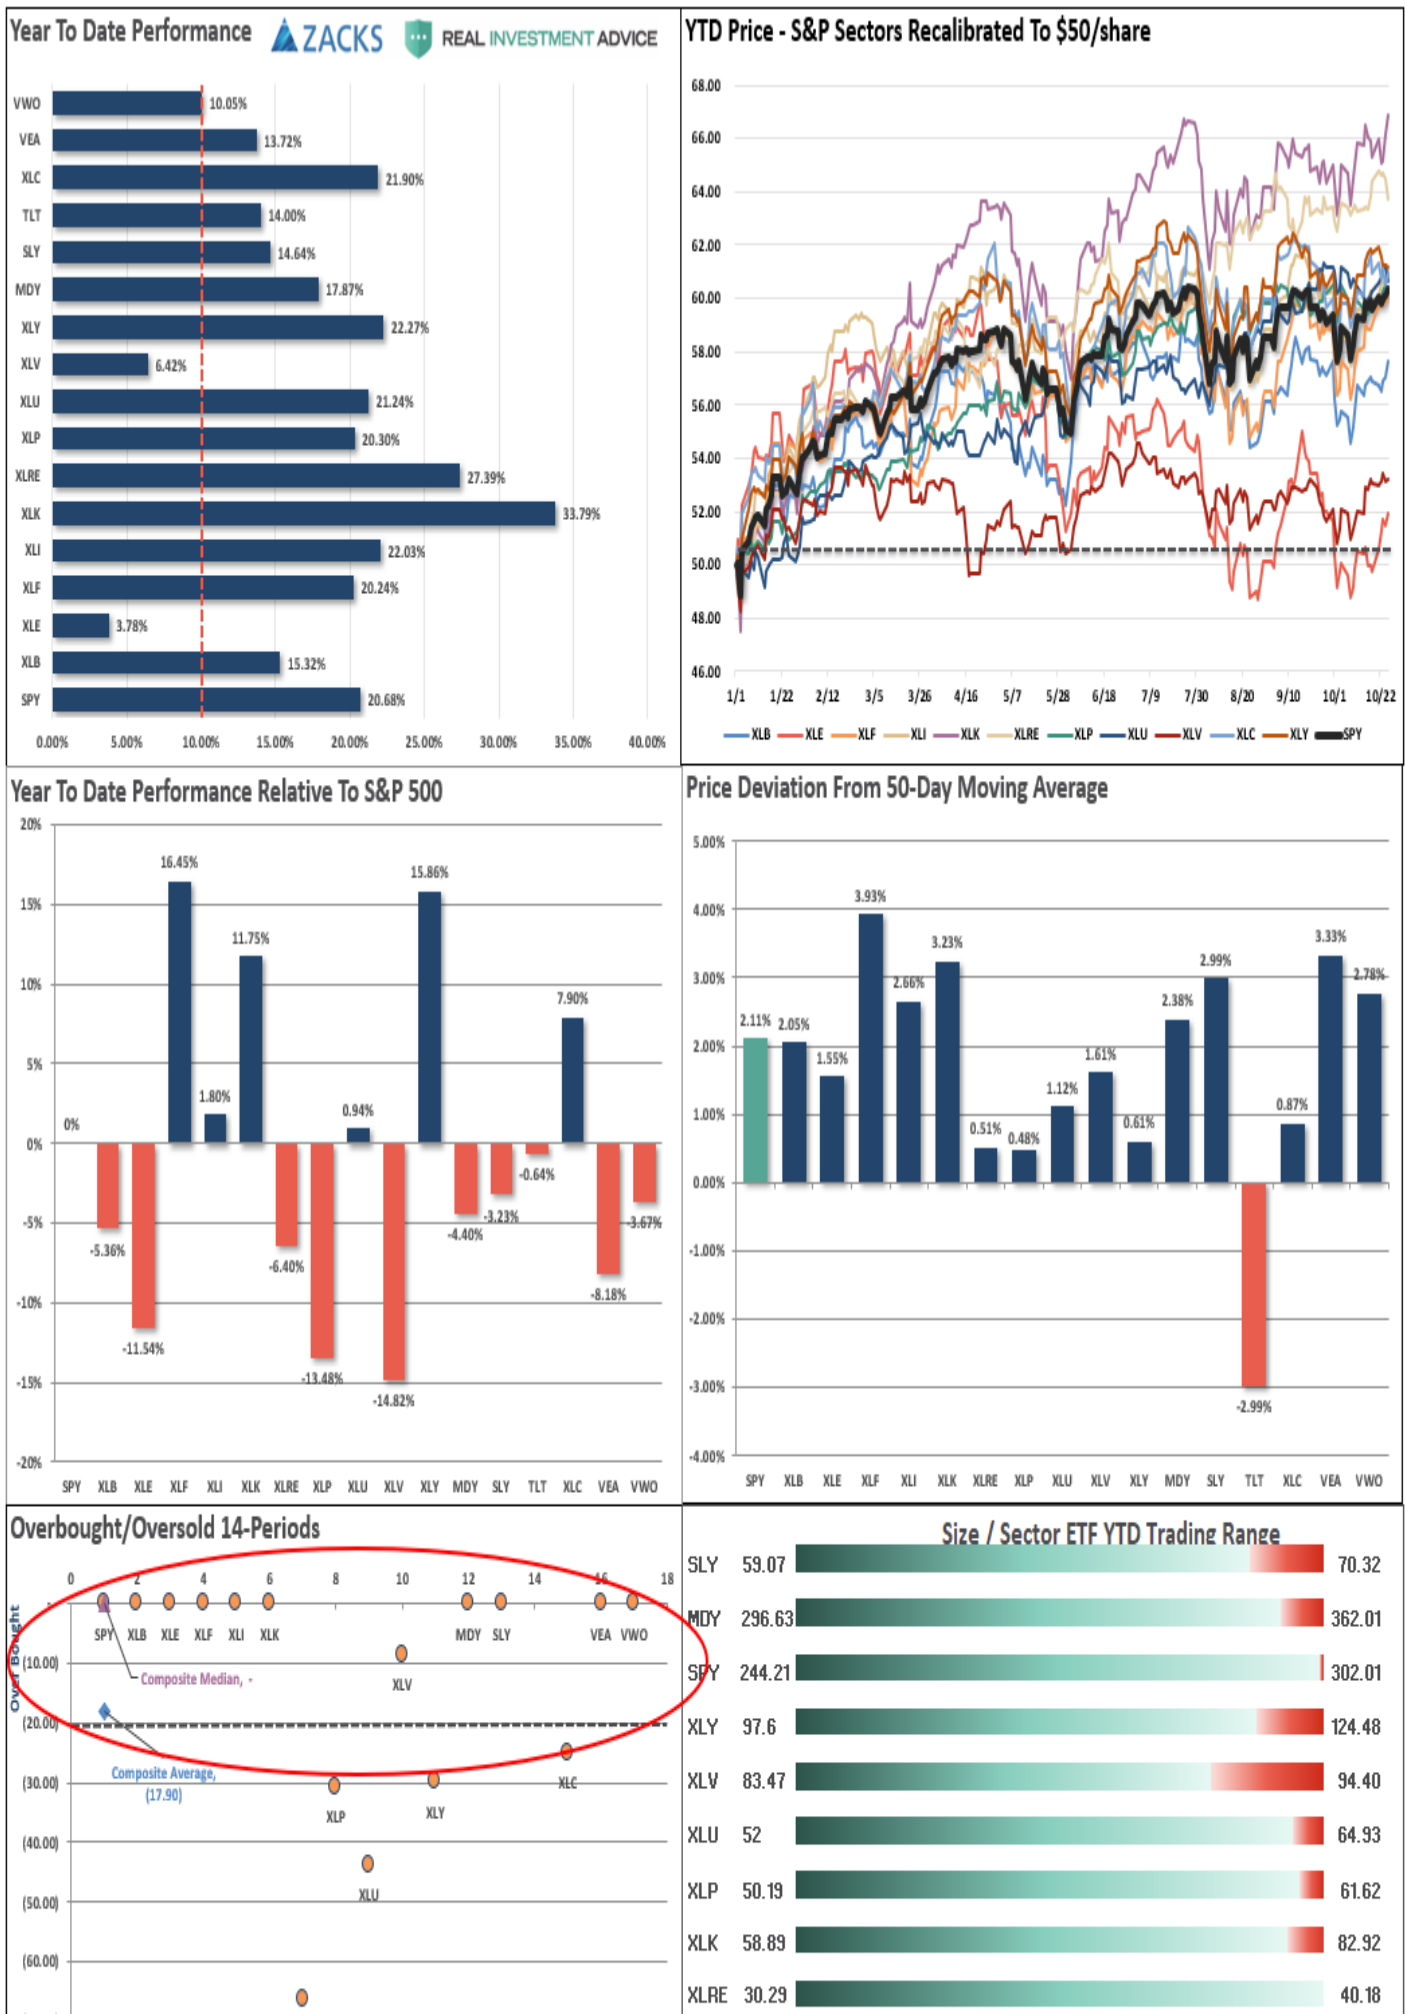 Year To Date Performance
ZACKS
REAL INVESTMENT ADVICE
VWO 10.05%
VEA 13.72%
XLC 21.90%
TLT 14.00%
SLY 14.64%
MDY 17.87%
XLY 22.27%
XLV 6.42%
XLU 21.24%
XLP 20.30%
XLRE 27.39%
XLK 33.79%
XLI 22.03%
XLF 20.24%
XLE 3.78%
XLB 15.32%
SPY 20.68%
0.00% 5.00% 10.00% 15.00% 20.00% 25.00% 30.00% 35.00% 40.00%
YTD Price - S&P Sectors Recalibrated To $50/share
68.00
66.00
64.00
62.00
60.00
58.00
56.00
54.00
52.00
50.00
48.00
46.00
1/1 1/22 2/12 3/5 3/26 4/16 5/7 5/28 6/18 7/9 7/30 8/20 9/10 10/1 10/22
XLB XLE XLF XLI XLK XLRE XLP XLU XLV XLC XLY SPY
Year To Date Performance Relative To S&P 500
20%
15%
10%
5%
0%
-5%
-10%
-15%
-20%
0% -5.36% -11.54% 16.45% 1.80% 11.75% -6.40% -13.48% 0.94% -14.82% 15.86% -4.40% -3.23% -0.64% 7.90% -8.18% -3.67%
SPY XLB XLE XLF XLI XLK XLRE XLP XLU XLV XLY MDY SLY TLT XLC VEA VWO
Price Deviation From 50-Day Moving Average
5.00%
4.00%
3.00%
2.00%
1.00%
0.00%
-1.00%
-2.00%
-3.00%
-4.00%
2.11% 2.05% 1.55% 3.93% 2.66% 3.23% 0.51% 0.48% 1.12% 1.61% 0.61% 2.38% 2.99% -2.99% 0.87% 3.33% 2.78%
SPY XLB XLE XLF XLI XLK XLRE XLP XLU XLV XLY MDY SLY TLT XLC VEA VWO
Overbought/Oversold 14-Periods
0 2 4 6 8 10 12 14 16 18
-
(10.00)
(20.00)
(30.00)
(40.00)
(50.00)
(60.00)
Over Bought
SPY XLB XLE XLF XLI XLK MDY SLY VEA VWO
XLV
Composite Median, -
Composite Average,
(17.90)
XLC
XLP
XLY
XLU
Size / Sector ETF YTD Trading Range
SLY 59.07 70.32
MDY 296.63 362.01
SPY 244.21 302.01
XLY 97.6 124.48
XLV 83.47 94.40
XLU 52 64.93
XLP 50.19 61.62
XLK 58.89 82.92
XLRE 30.29 40.18